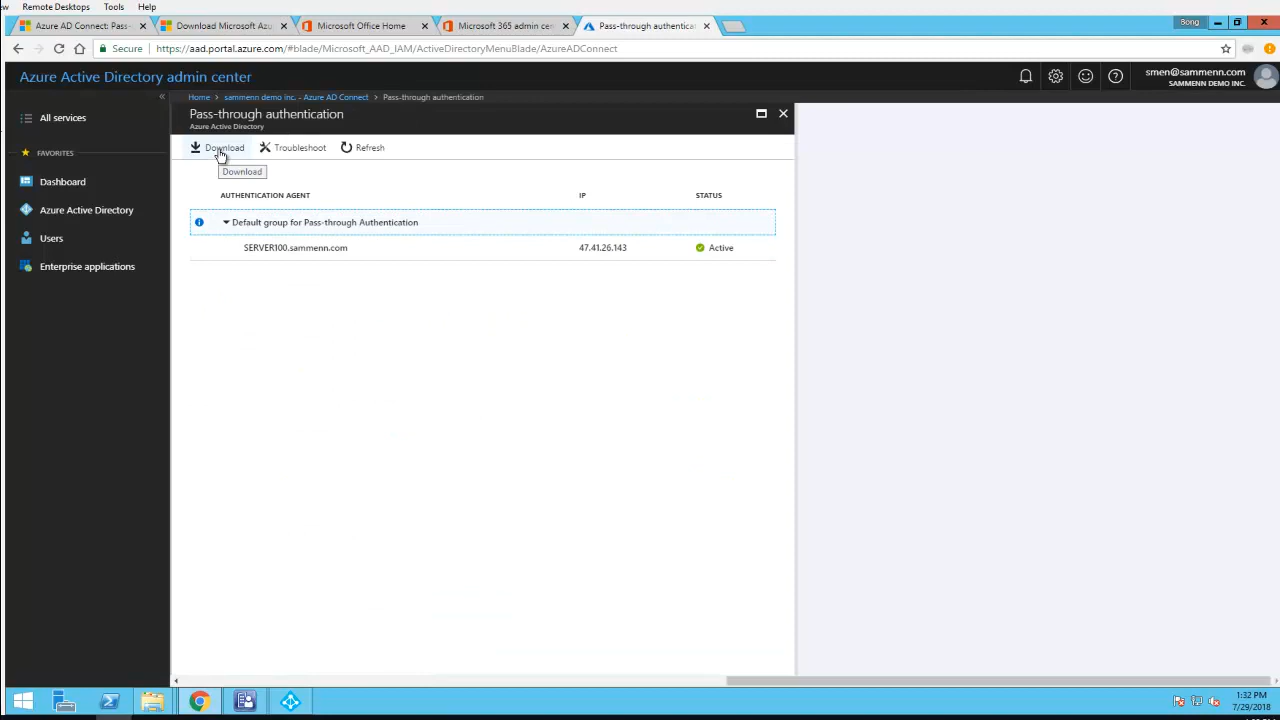 w Remote Desktops Tools Help
Azure AD Connect: Pass-
Download Microsoft Azu
Microsoft Office Home
Microsoft 365 admin cen
Pass-through authentica
Bong
Secure https://aad.portal.azure.com/#blade/Microsoft_AAD_IAM/ActiveDirectoryMenuBlade/AzureADConnect
Azure Active Directory admin center
smen@sammenn.com
SAMMENN DEMO INC.
Home > sammenn demo inc. - Azure AD Connect > Pass-through authentication
Pass-through authentication
Azure Active Directory
All services
FAVORITES
Dashboard
Azure Active Directory
Users
Enterprise applications
Download Troubleshoot Refresh
Download
AUTHENTICATION AGENT IP STATUS
Default group for Pass-through Authentication
SERVER100.sammenn.com 47.41.26.143 Active
1:32 PM
7/29/2018